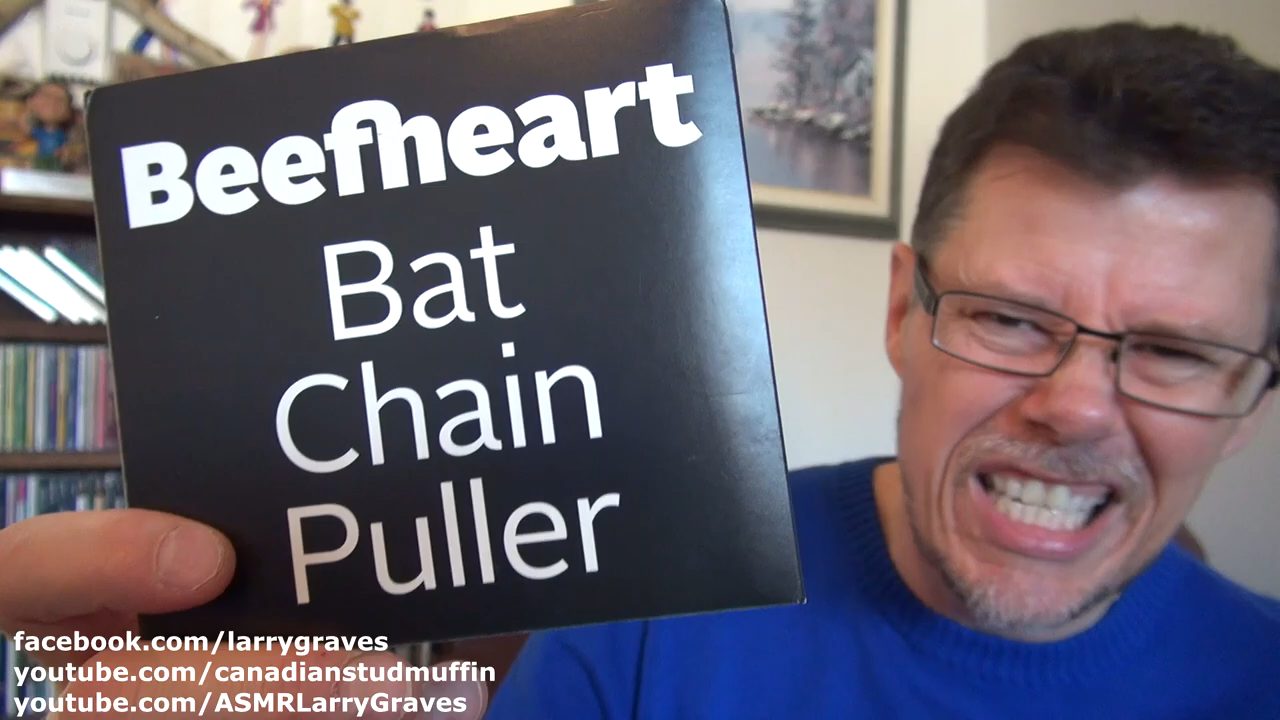 Beefheart
Bat
Chain
Puller
facebook.com/larrygraves
youtube.com/canadianstudmuffin
youtube.com/ASMRLarryGraves